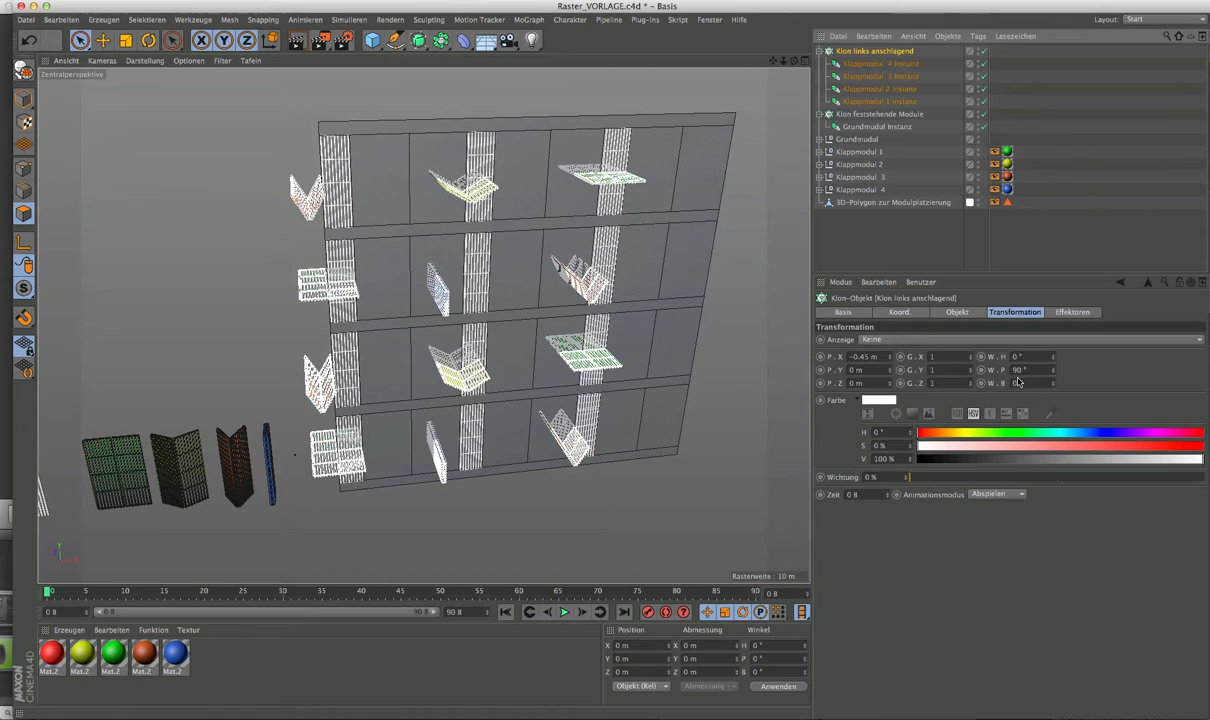 Raster_VORLAGE.c4d * - Basis
Datei Bearbeiten Erzeugen Selektieren Werkzeuge Mesh Snapping Animieren Simulieren Rendern Sculpting Motion Tracker MoGraph Charakter Pipeline Plug-ins Skript Fenster Hilfe Layout: Start
X Y Z
Ansicht Kameras Darstellung Optionen Filter Tafeln
Zentralperspektive
Datei Bearbeiten Ansicht Objekte Tags Lesezeichen
Klon links anschlagend
Klappmodul 4 Instanz
Klappmodul 3 Instanz
Klappmodul 2 Instanz
Klappmodul 1 Instanz
Klon feststehende Module
Grundmudul Instanz
Grundmudul
Klappmodul 1
Klappmodul 2
Klappmodul 3
Klappmodul 4
3D-Polygon zur Modulplatzierung
Modus Bearbeiten Benutzer
Klon-Objekt [Klon links anschlagend]
Basis Koord. Objekt Transformation Effektoren
Transformation
Anzeige Keine
P . X -0.45 m G . X 1 W . H 0 °
P . Y 0 m G . Y 1 W . P 90 °
P . Z 0 m G . Z 1 W . B
Farbe
HSV
H 0 °
S 0 %
V 100 %
Wichtung 0 %
Zeit 0 B Animationsmodus Abspielen
Y
Rasterweite : 10 m
0 5 10 15 20 25 30 35 40 45 50 55 60 65 70 75 80 85 90 0 B
0 B 0 B 90 B 90 B
Erzeugen Bearbeiten Funktion Textur
Mat.2 Mat.2 Mat.2 Mat.2 Mat.2
Position Abmessung Winkel
X 0 m X 0 m H 0 °
Y 0 m Y 0 m P 0 °
Z 0 m Z 0 m B 0 °
Objekt (Rel) Abmessung Anwenden
MAXON CINEMA4D